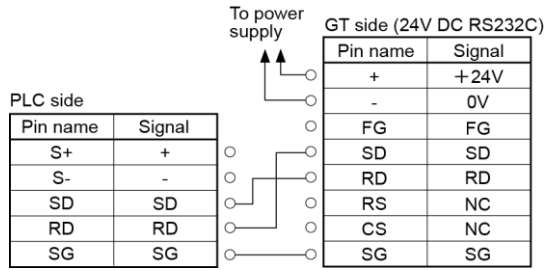 To power
supply
GT side (24V DC RS232C)
Pin name Signal
+ +24V
- 0V
FG FG
SD SD
RD RD
RS NC
CS NC
SG SG
PLC side
Pin name Signal
S+ +
S- -
SD SD
RD RD
SG SG